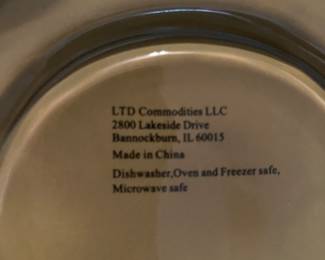 LTD Commodities LLC
2800 Lakeside Drive
Bannockburn, IL 60015
Made in China
Dishwasher,Oven and Freezer safe,
Microwave safe